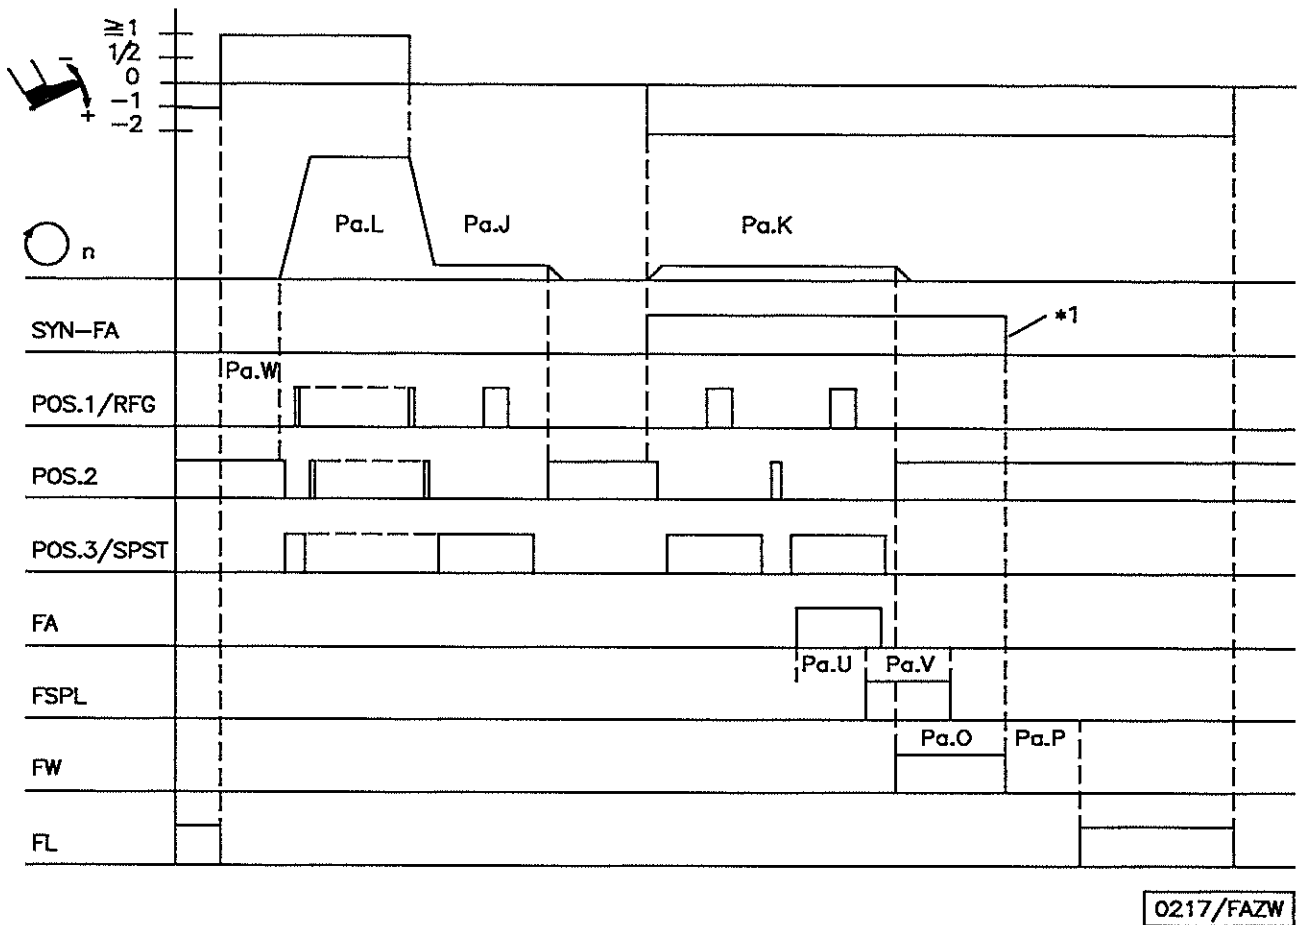 ≧1
1/2
0
−1
−2
−
+
Pa.L
Pa.J
Pa.K
n
SYN−FA
*1
Pa.W
POS.1/RFG
POS.2
POS.3/SPST
FA
Pa.U
Pa.V
FSPL
Pa.O
Pa.P
FW
FL
0217/FAZW